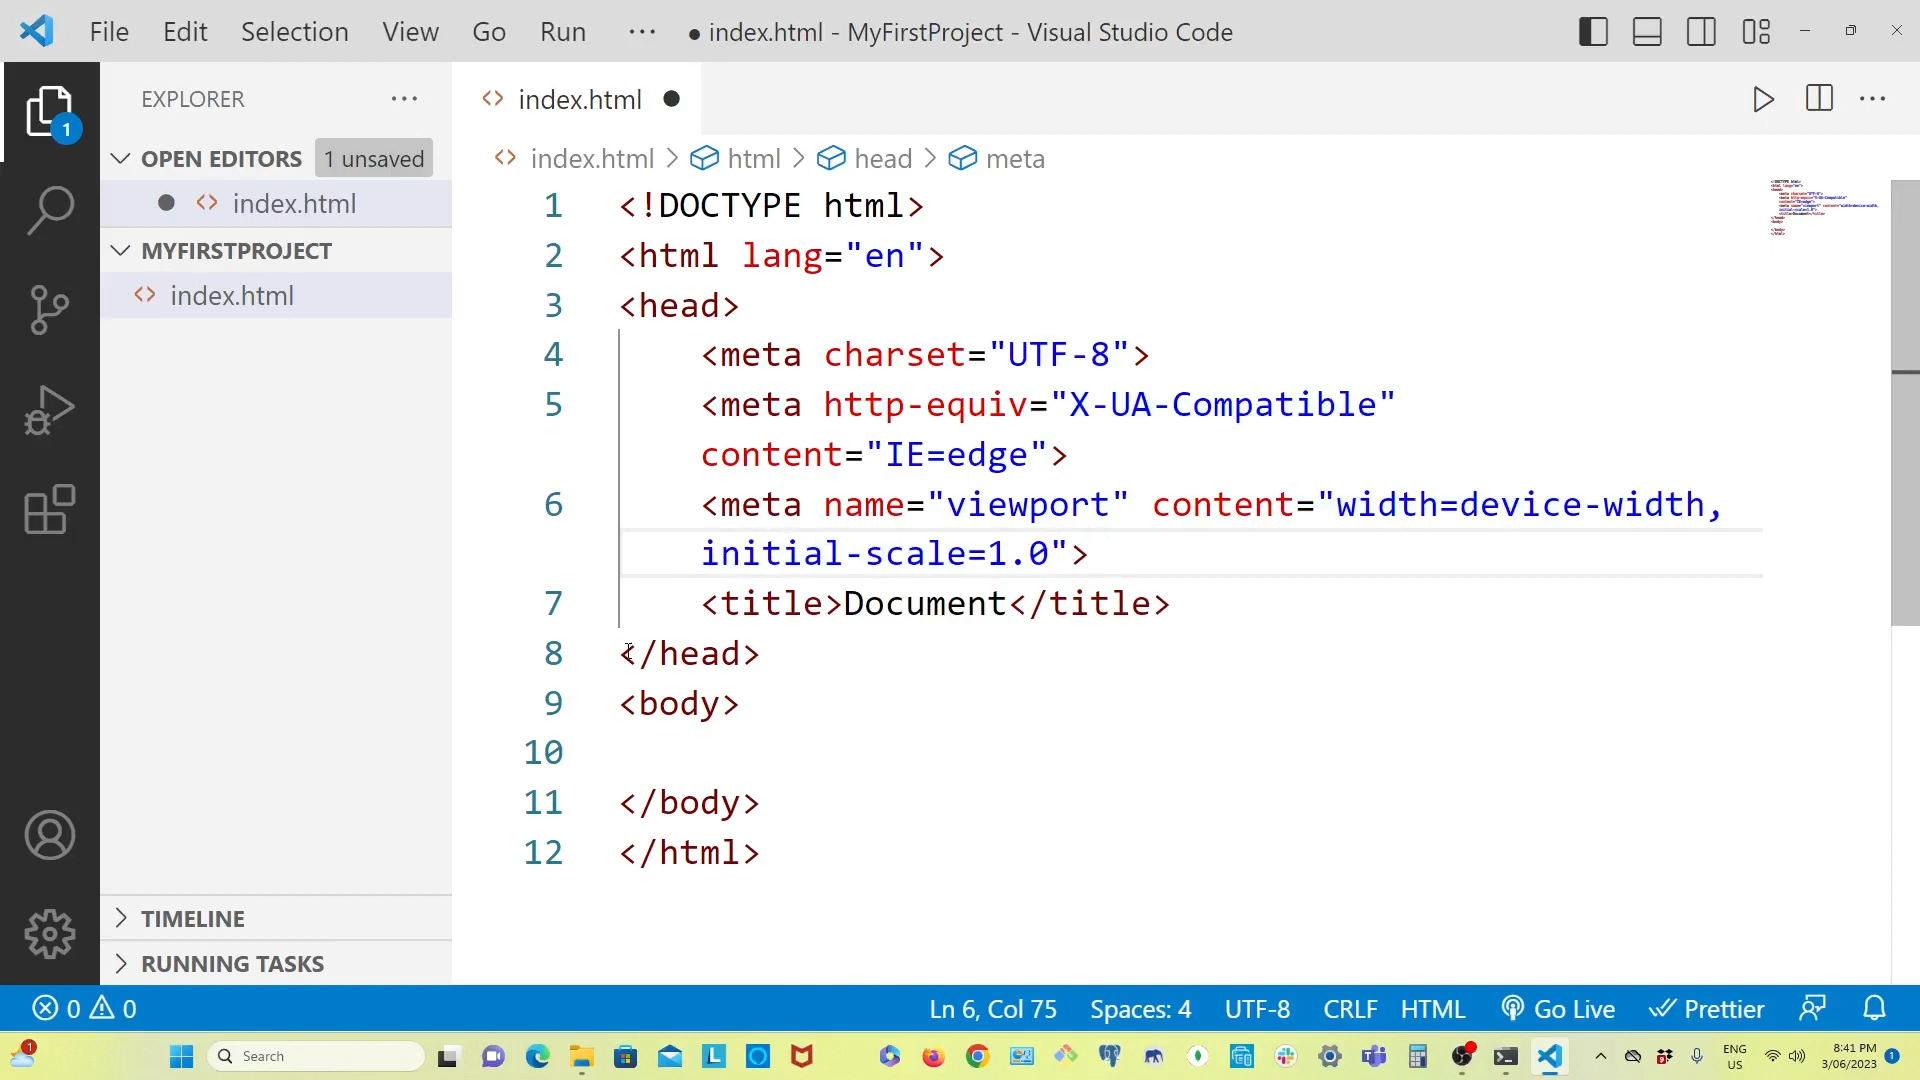 File Edit Selection View Go Run ··· ● index.html - MyFirstProject - Visual Studio Code
EXPLORER
1
OPEN EDITORS 1 unsaved
index.html
MYFIRSTPROJECT
index.html
TIMELINE
RUNNING TASKS
index.html
index.html > html > head > meta
1 <!DOCTYPE html>
2 <html lang="en">
3 <head>
4 <meta charset="UTF-8">
5 <meta http-equiv="X-UA-Compatible"
content="IE=edge">
6 <meta name="viewport" content="width=device-width,
initial-scale=1.0">
7 <title>Document</title>
8 </head>
9 <body>
10
11 </body>
12 </html>
0 0 Ln 6, Col 75 Spaces: 4 UTF-8 CRLF HTML Go Live Prettier
1 Search L ENG
US 8:41 PM
3/06/2023 1